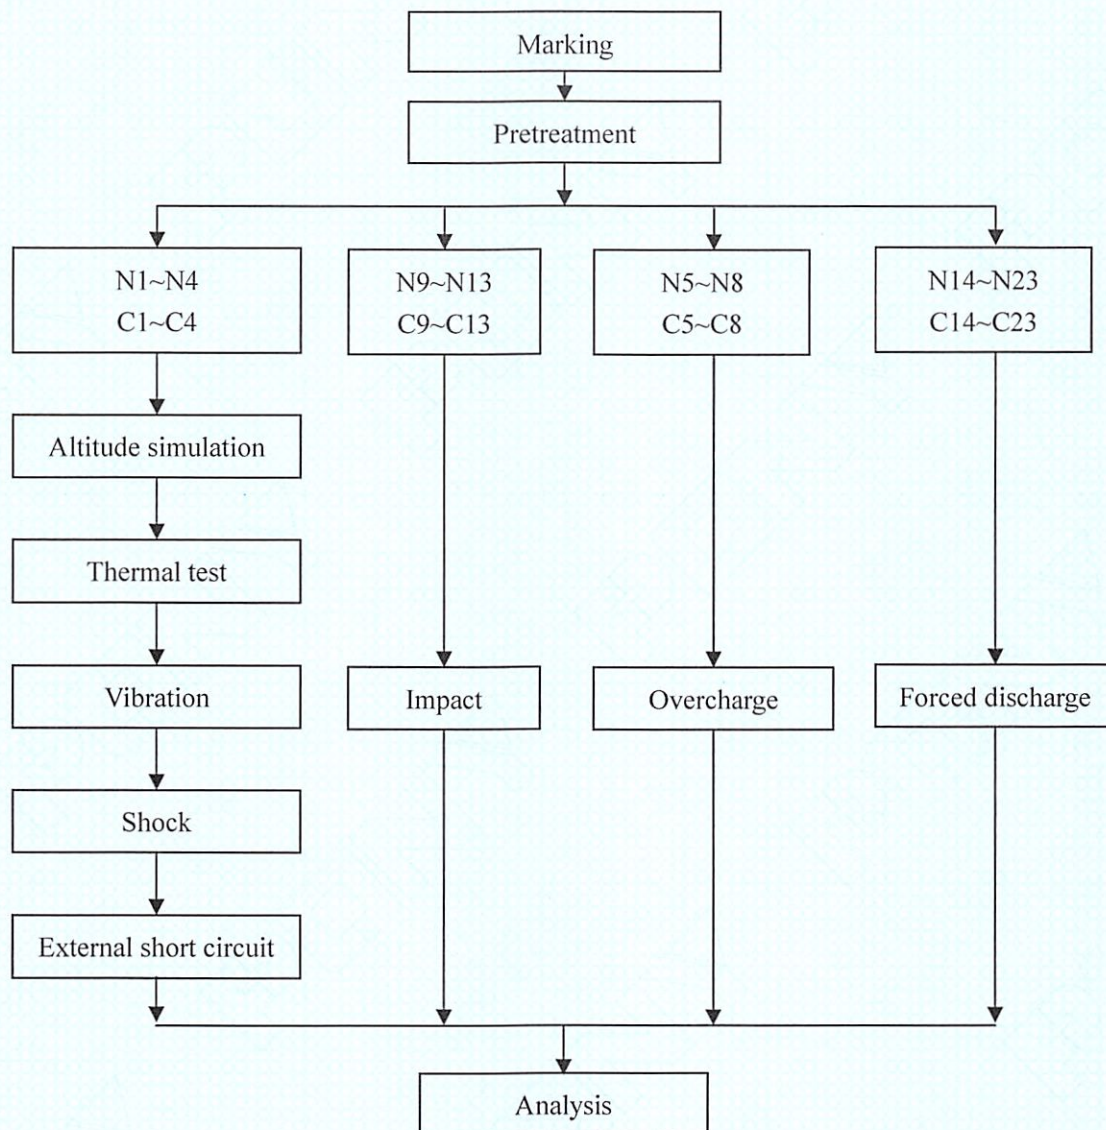 Marking
Pretreatment
N1~N4
C1~C4
N9~N13
C9~C13
N5~N8
C5~C8
N14~N23
C14~C23
Altitude simulation
Thermal test
Vibration
Impact
Overcharge
Forced discharge
Shock
External short circuit
Analysis